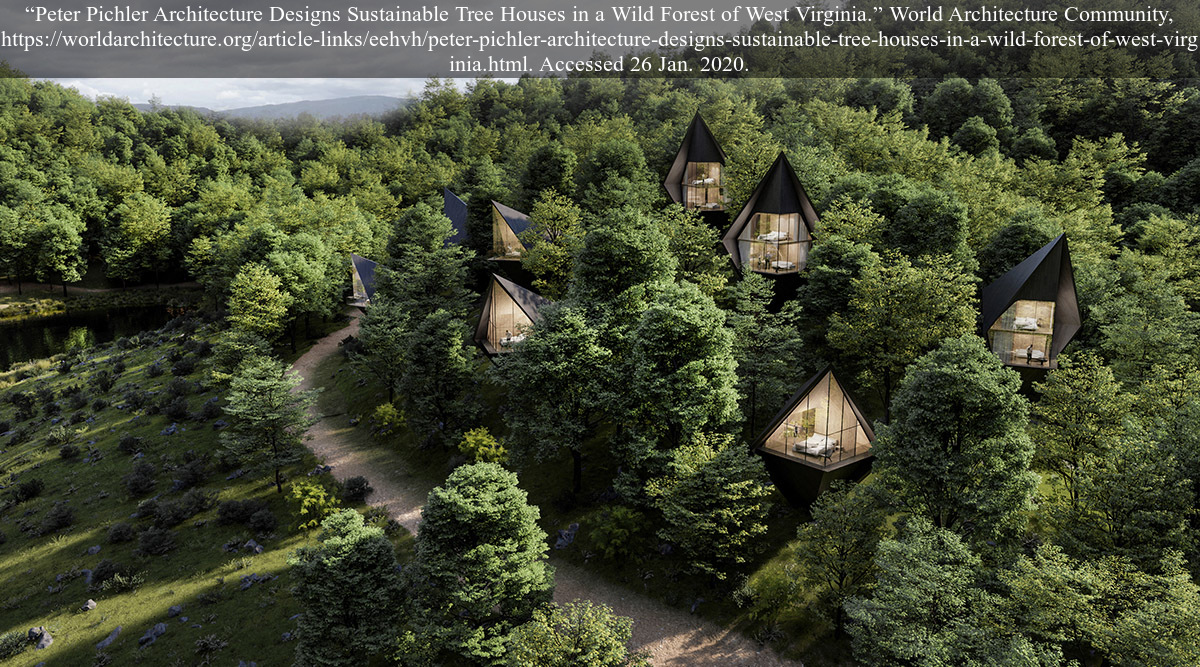 “Peter Pichler Architecture Designs Sustainable Tree Houses in a Wild Forest of West Virginia.” World Architecture Community,
https://worldarchitecture.org/article-links/eehvh/peter-pichler-architecture-designs-sustainable-tree-houses-in-a-wild-forest-of-west-virg
inia.html. Accessed 26 Jan. 2020.